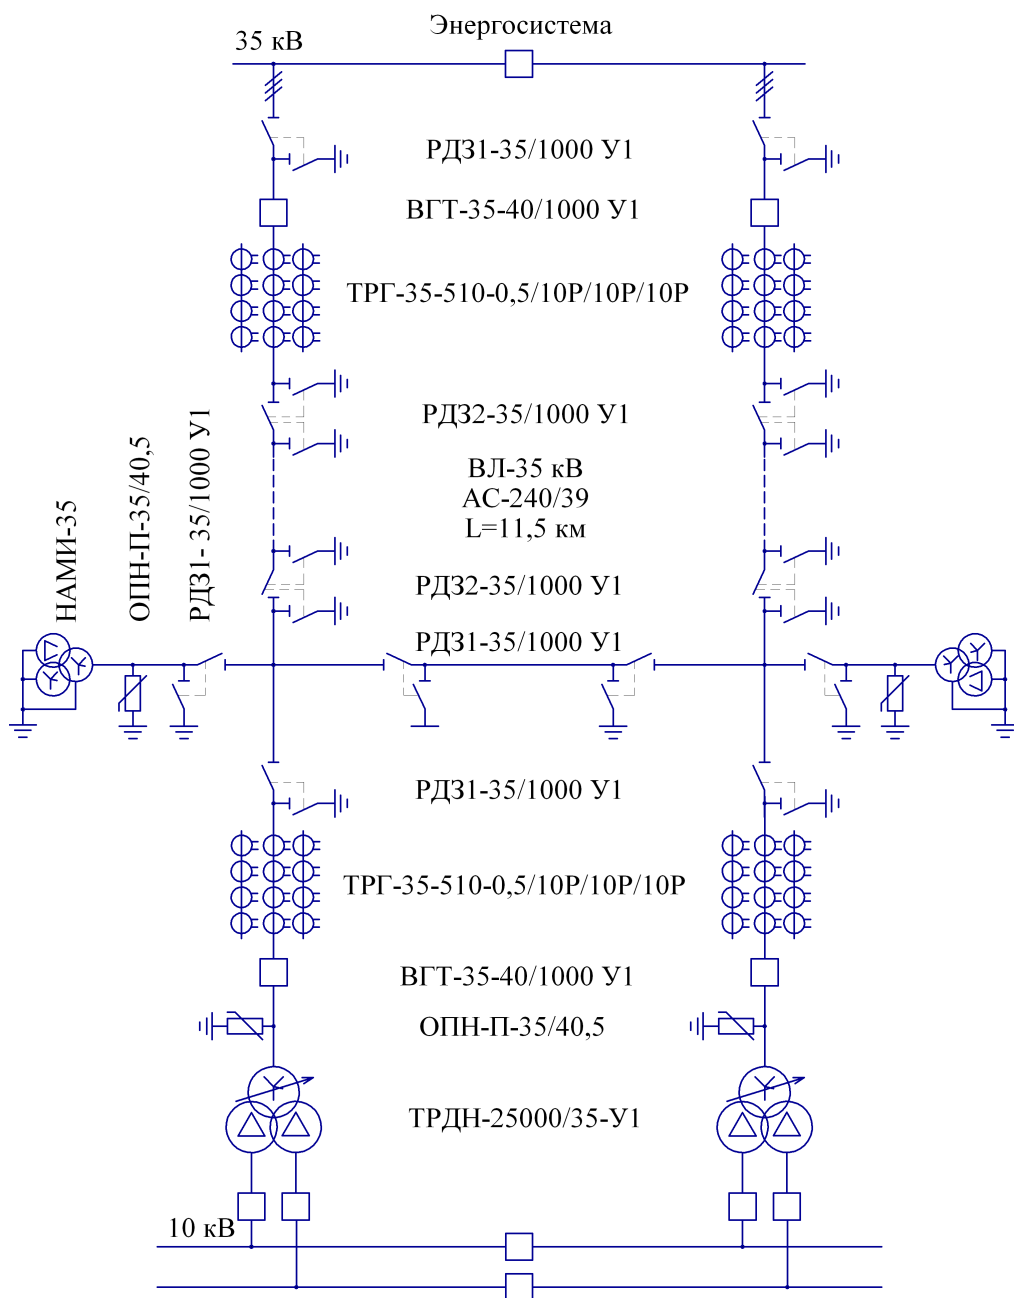 Энергосистема
35 кВ
РДЗ1-35/1000 У1
ВГТ-35-40/1000 У1
ТРГ-35-510-0,5/10Р/10Р/10Р
РДЗ2-35/1000 У1
ВЛ-35 кВ
АС-240/39
L=11,5 км
НАМИ-35
ОПН-П-35/40,5
РДЗ1- 35/1000 У1
РДЗ2-35/1000 У1
РДЗ1-35/1000 У1
РДЗ1-35/1000 У1
ТРГ-35-510-0,5/10Р/10Р/10Р
ВГТ-35-40/1000 У1
ОПН-П-35/40,5
ТРДН-25000/35-У1
10 кВ